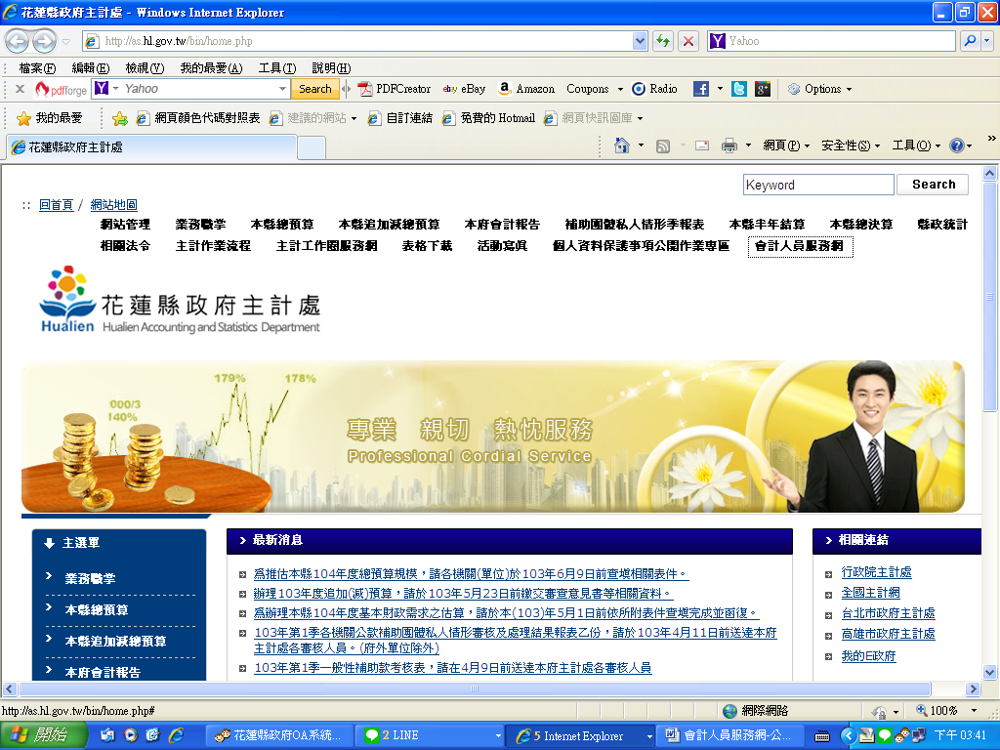 花蓮縣政府主計處 - Windows Internet Explorer
http://as.hl.gov.tw/bin/home.php
Yahoo
檔案(F) 編輯(E) 檢視(V) 我的最愛(A) 工具(T) 說明(H)
pdfforge Yahoo Search PDFCreator eBay Amazon Coupons Radio Options
我的最愛 網頁顏色代碼對照表 建議的網站 自訂連結 免費的 Hotmail 網頁快訊圖庫
花蓮縣政府主計處 網頁(P) 安全性(S) 工具(O)
Keyword Search
:: 回首頁 / 網站地圖
網站管理 業務職掌 本縣總預算 本縣追加減總預算 本府會計報告 補助團體私人情形季報表 本縣半年結算 本縣總決算 縣政統計
相關法令 主計作業流程 主計工作圈服務網 表格下載 活動寫真 個人資料保護事項公開作業專區 會計人員服務網
花蓮縣政府主計處
Hualien Hualien Accounting and Statistics Department
179% 178%
000/3
140%
專業 親切 熱忱服務
Professional Cordial Service
主選單
業務職掌
本縣總預算
本縣追加減總預算
本府會計報告
最新消息
為推估本縣104年度總預算規模，請各機關(單位)於103年6月9日前查填相關表件。
辦理103年度追加(減)預算，請於103年5月23日前繳交審查意見書等相關資料。
為辦理本縣104年度基本財政需求之估算，請於本(103)年5月1日前依所附表件查填完成並函復。
103年第1季各機關公款補助團體私人情形審核及處理結果報表乙份，請於103年4月11日前送達本府
主計處各審核人員。(府外單位除外)
103年第1季一般性補助款考核表，請在4月9日前送達本府主計處各審核人員
相關連結
行政院主計處
全國主計網
台北市政府主計處
高雄市政府主計處
我的E政府
http://as.hl.gov.tw/bin/home.php# 網際網路 100%
開始 花蓮縣政府OA系統... 2 LINE 5 Internet Explorer 會計人員服務網-公... 下午 03:41